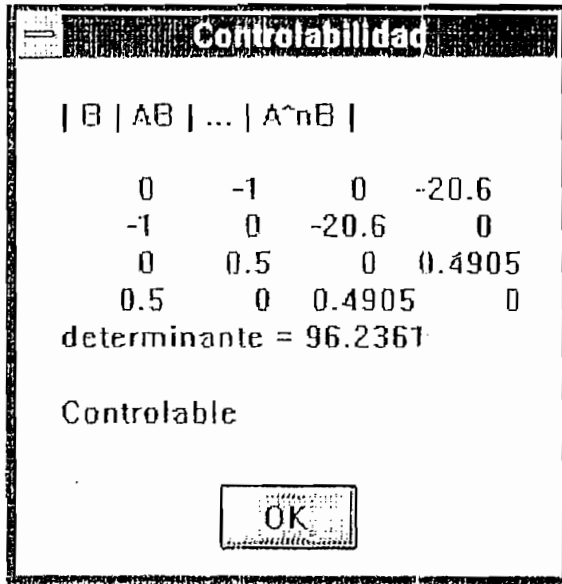 Controlabilidad
| B | AB | ... | A^nB |
0 -1 0 -20.6
-1 0 -20.6 0
0 0.5 0 0.4905
0.5 0 0.4905 0
determinante = 96.2361
Controlable
OK